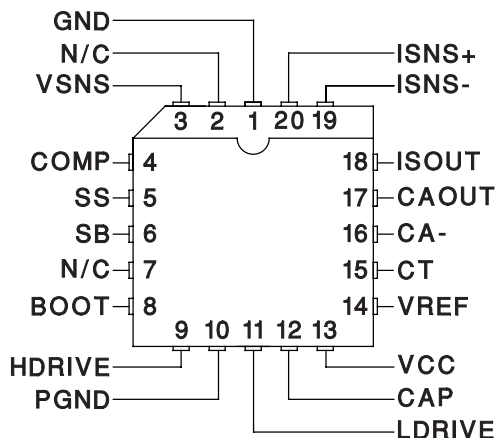 GND
N/C ISNS+
VSNS ISNS-
3 2 1 20 19
COMP 4 18 ISOUT
SS 5 17 CAOUT
SB 6 16 CA-
N/C 7 15 CT
BOOT 8 14 VREF
9 10 11 12 13
HDRIVE VCC
PGND CAP
LDRIVE